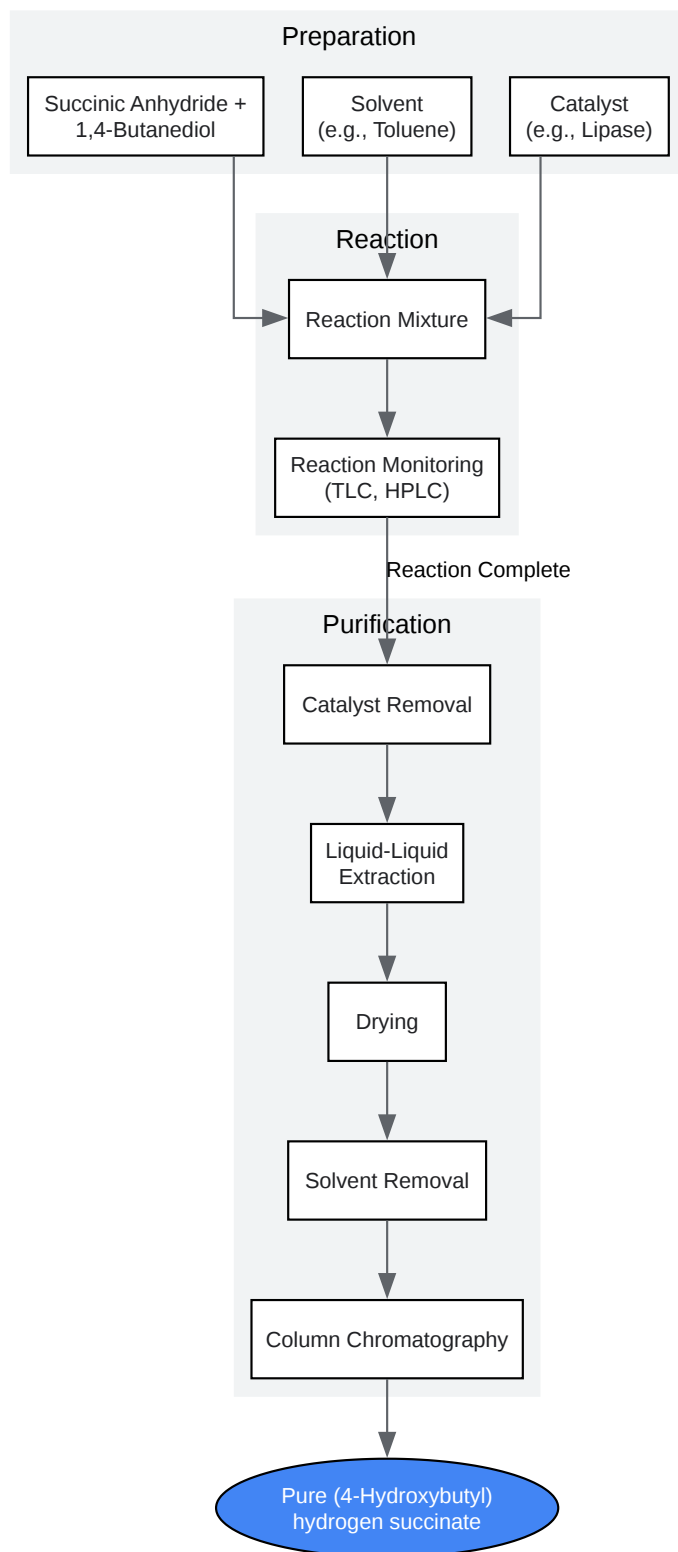 Preparation
Succinic Anhydride +
1,4-Butanediol
Solvent
(e.g., Toluene)
Catalyst
(e.g., Lipase)
Reaction
Reaction Mixture
Reaction Monitoring
(TLC, HPLC)
Reaction Complete
Purification
Catalyst Removal
Liquid-Liquid
Extraction
Drying
Solvent Removal
Column Chromatography
Pure (4-Hydroxybutyl)
hydrogen succinate